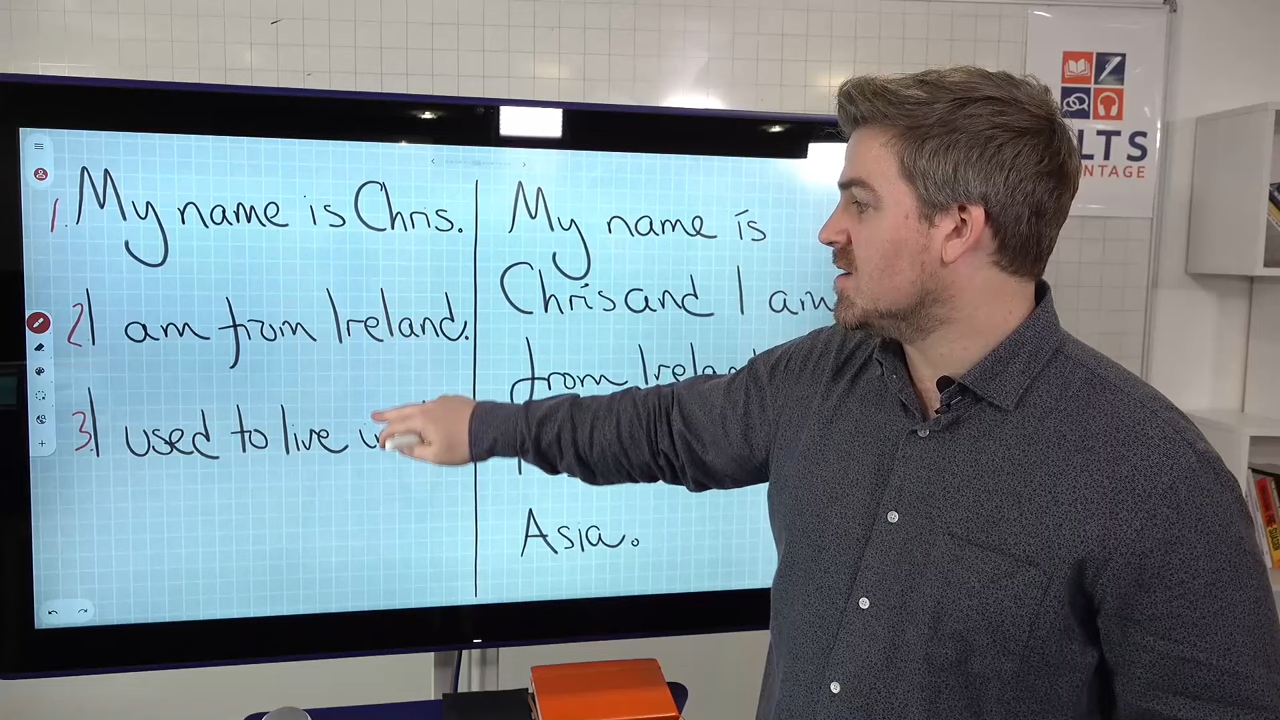 1. My name is Chris.
2. I am from Ireland.
3. I used to live
My name is
Chris and I am
from
Asia.
LTS
NTAGE